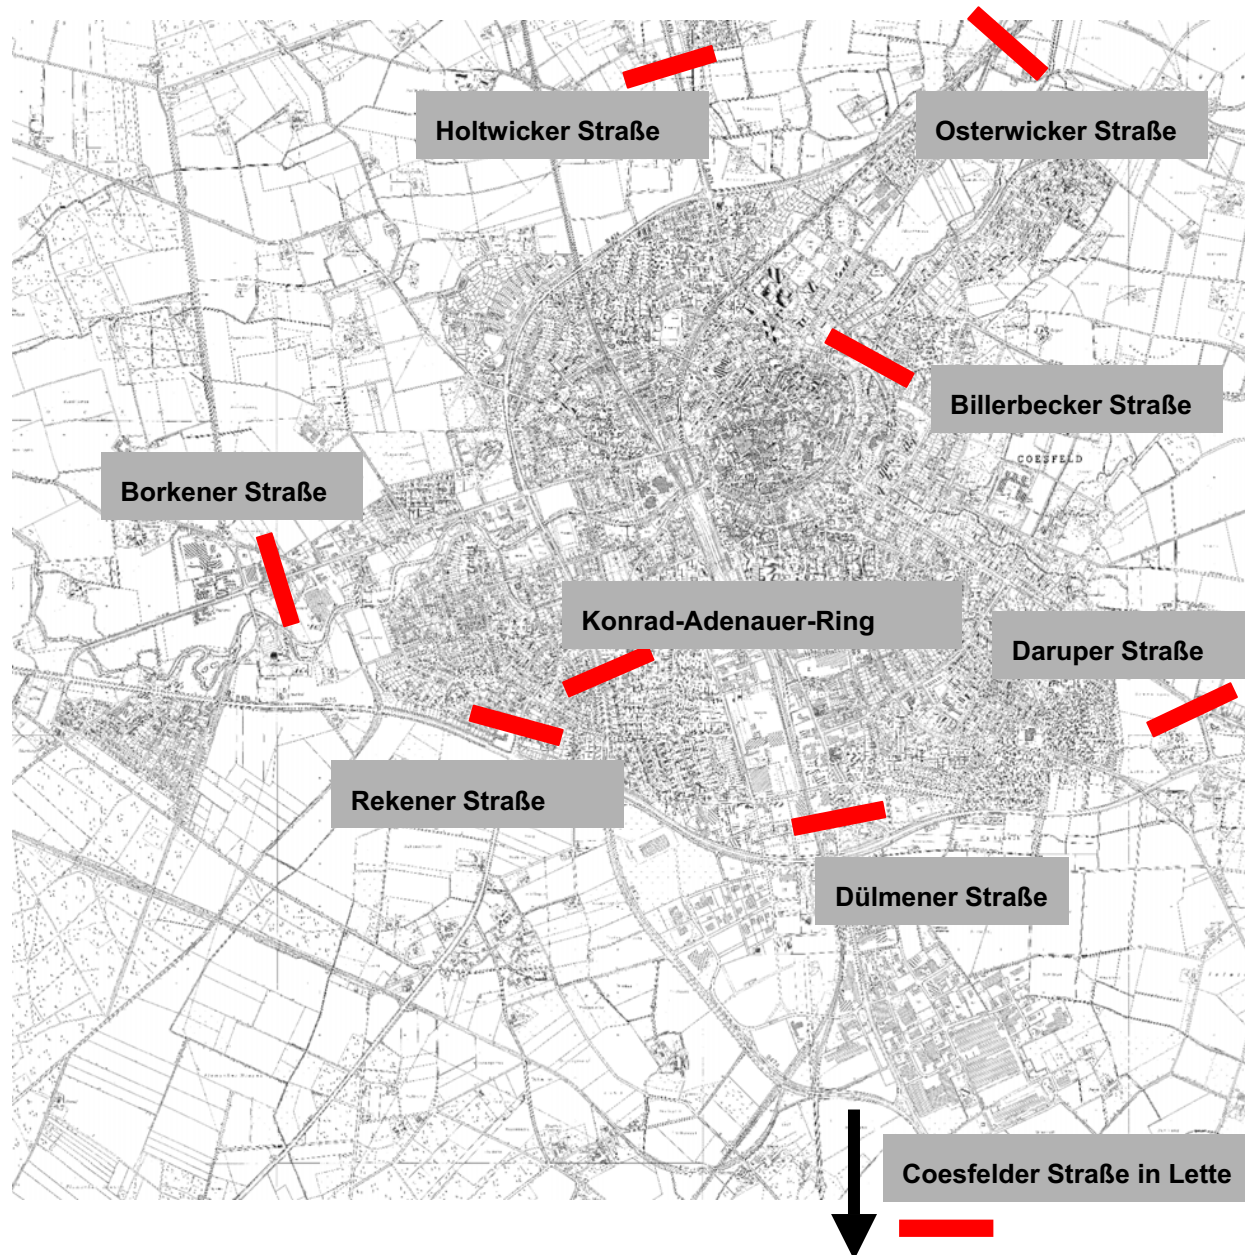 Holtwicker Straße
Osterwicker Straße
Billerbecker Straße
COESFELD
Borkener Straße
Konrad-Adenauer-Ring
Daruper Straße
Rekener Straße
Dülmener Straße
Coesfelder Straße in Lette